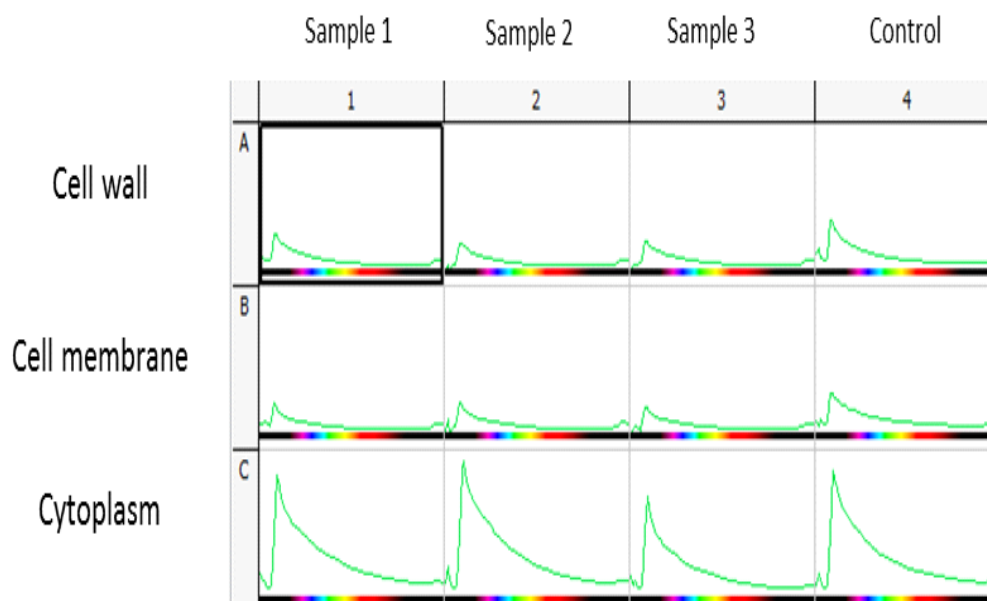 Sample 1 Sample 2 Sample 3 Control
1 2 3 4
A
Cell wall
B
Cell membrane
C
Cytoplasm